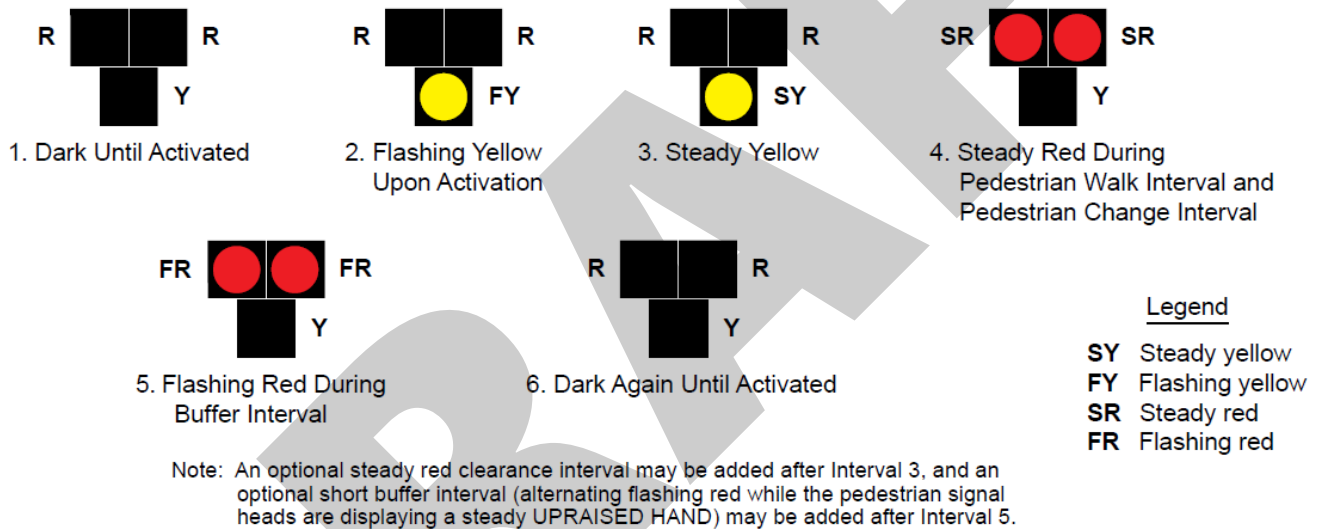 R R R R R R SR SR
Y FY SY Y
1. Dark Until Activated 2. Flashing Yellow 3. Steady Yellow 4. Steady Red During
Upon Activation Pedestrian Walk Interval and
Pedestrian Change Interval
FR FR R R
Y Y
5. Flashing Red During 6. Dark Again Until Activated
Buffer Interval
Legend
SY Steady yellow
FY Flashing yellow
SR Steady red
FR Flashing red
Note: An optional steady red clearance interval may be added after Interval 3, and an
optional short buffer interval (alternating flashing red while the pedestrian signal
heads are displaying a steady UPRAISED HAND) may be added after Interval 5.